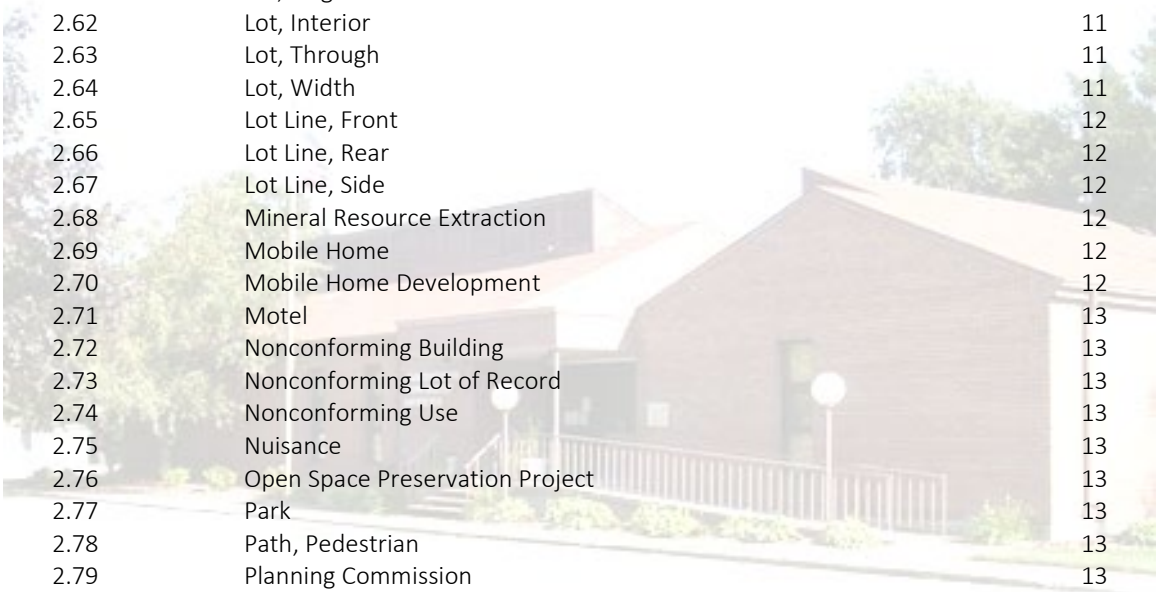 2.62 Lot, Interior 11
2.63 Lot, Through 11
2.64 Lot, Width 11
2.65 Lot Line, Front 12
2.66 Lot Line, Rear 12
2.67 Lot Line, Side 12
2.68 Mineral Resource Extraction 12
2.69 Mobile Home 12
2.70 Mobile Home Development 12
2.71 Motel 13
2.72 Nonconforming Building 13
2.73 Nonconforming Lot of Record 13
2.74 Nonconforming Use 13
2.75 Nuisance 13
2.76 Open Space Preservation Project 13
2.77 Park 13
2.78 Path, Pedestrian 13
2.79 Planning Commission 13